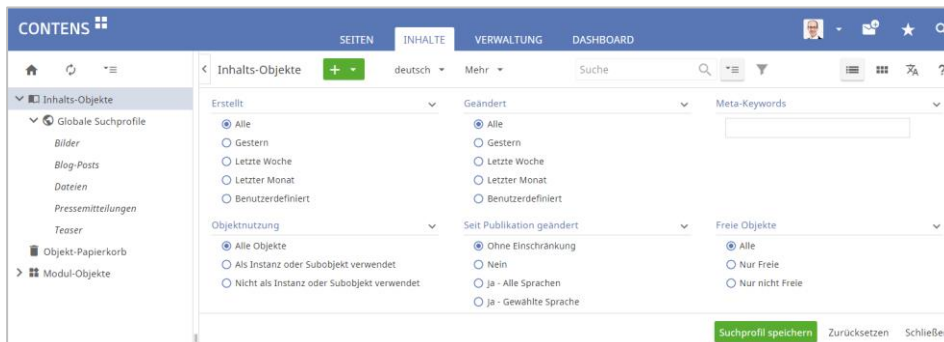 CONTENS
SEITEN INHALTE VERWALTUNG DASHBOARD
Inhalts-Objekte deutsch Mehr Suche
Inhalts-Objekte
Globale Suchprofile
Bilder
Blog-Posts
Dateien
Pressemitteilungen
Teaser
Objekt-Papierkorb
Modul-Objekte
Erstellt
Alle
Gestern
Letzte Woche
Letzter Monat
Benutzerdefiniert
Geändert
Alle
Gestern
Letzte Woche
Letzter Monat
Benutzerdefiniert
Meta-Keywords
Objektnutzung
Alle Objekte
Als Instanz oder Subobjekt verwendet
Nicht als Instanz oder Subobjekt verwendet
Seit Publikation geändert
Ohne Einschränkung
Nein
Ja - Alle Sprachen
Ja - Gewählte Sprache
Freie Objekte
Alle
Nur Freie
Nur nicht Freie
Suchprofil speichern Zurücksetzen Schließe